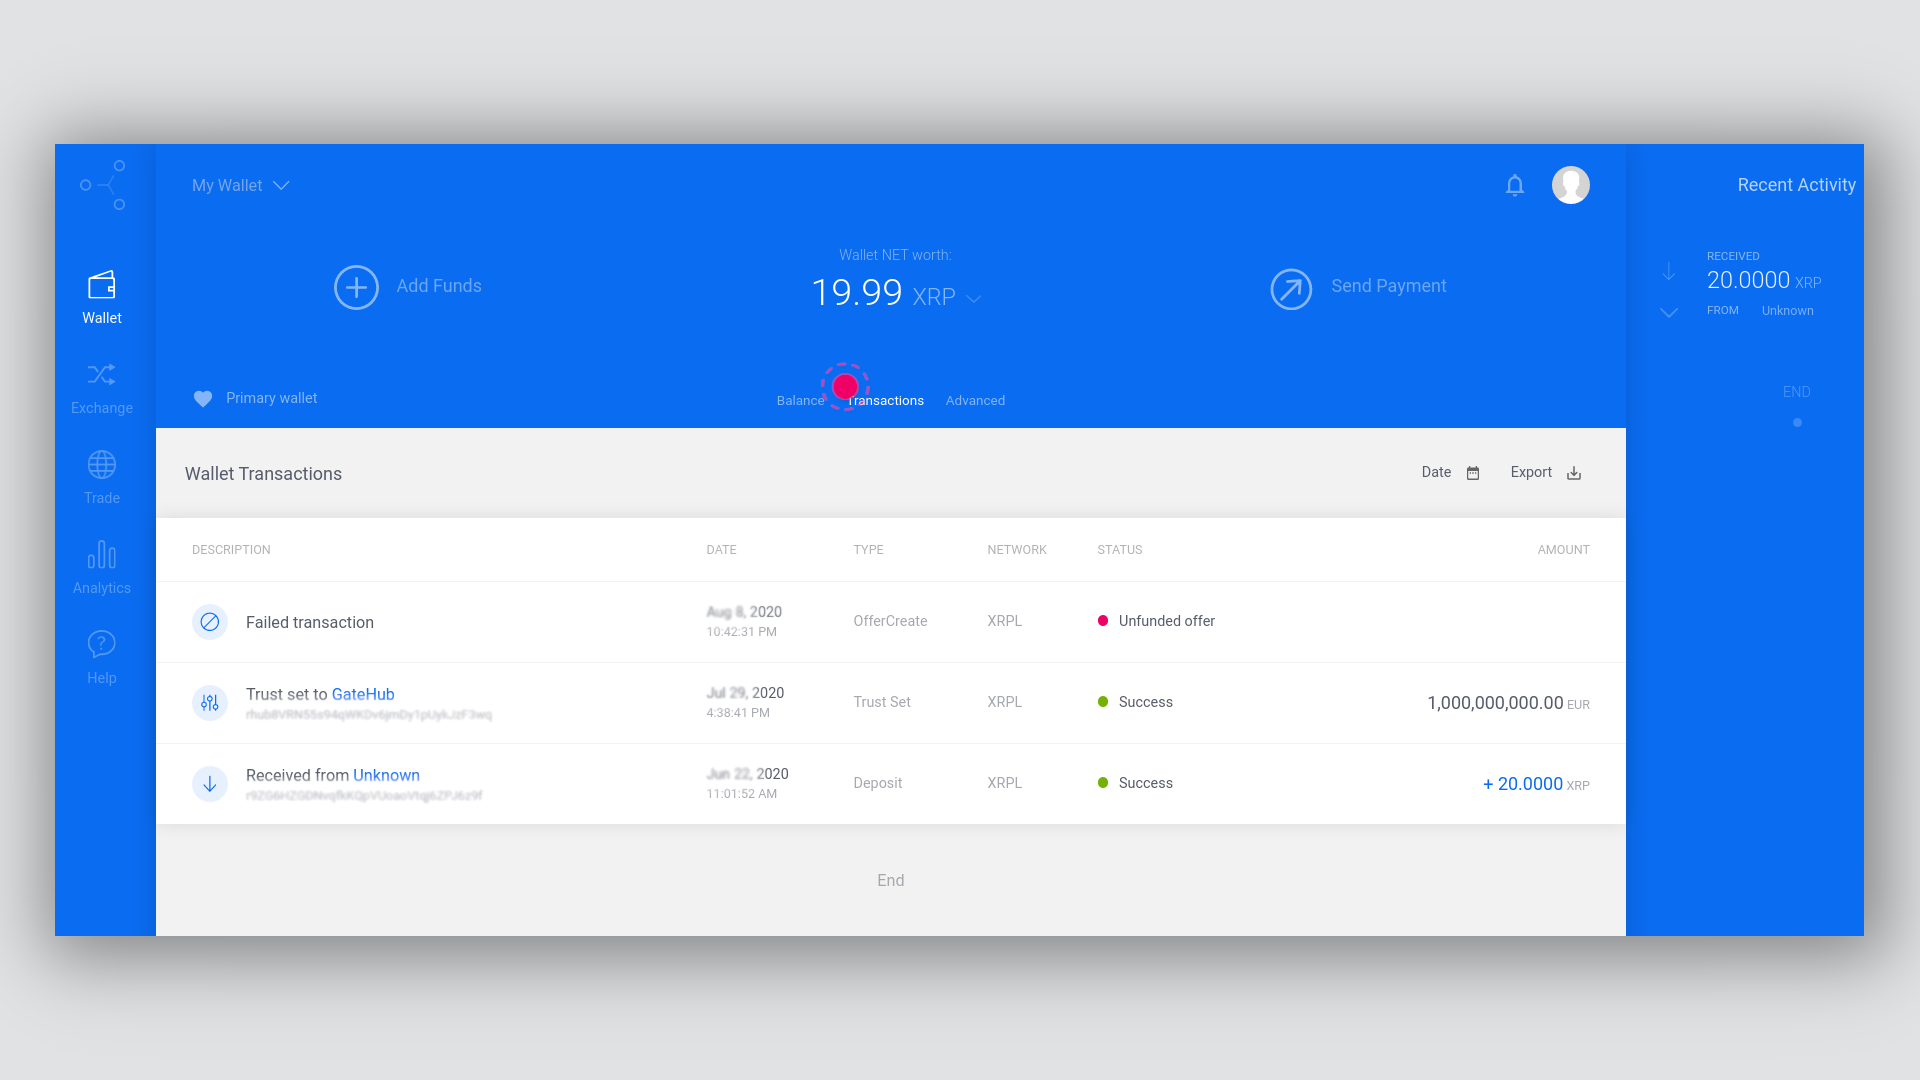 My Wallet
Recent Activity
Wallet
Exchange
Trade
Analytics
Help
Add Funds
Wallet NET worth:
19.99 XRP
Send Payment
RECEIVED
20.0000 XRP
FROM Unknown
END
Primary wallet
Balance Transactions Advanced
Wallet Transactions
Date Export
DESCRIPTION DATE TYPE NETWORK STATUS AMOUNT
Failed transaction
Aug 8, 2020
10:42:31 PM
OfferCreate XRPL Unfunded offer
Trust set to GateHub
Jul 29, 2020
4:38:41 PM
Trust Set XRPL Success 1,000,000,000.00 EUR
Received from Unknown
Jun 22, 2020
11:01:52 AM
Deposit XRPL Success + 20.0000 XRP
End